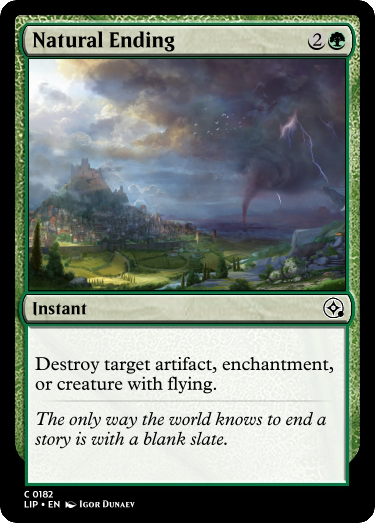 Natural Ending 2
Instant
Destroy target artifact, enchantment,
or creature with flying.
The only way the world knows to end a
story is with a blank slate.
C 0182
LIP • EN Igor Dunaev